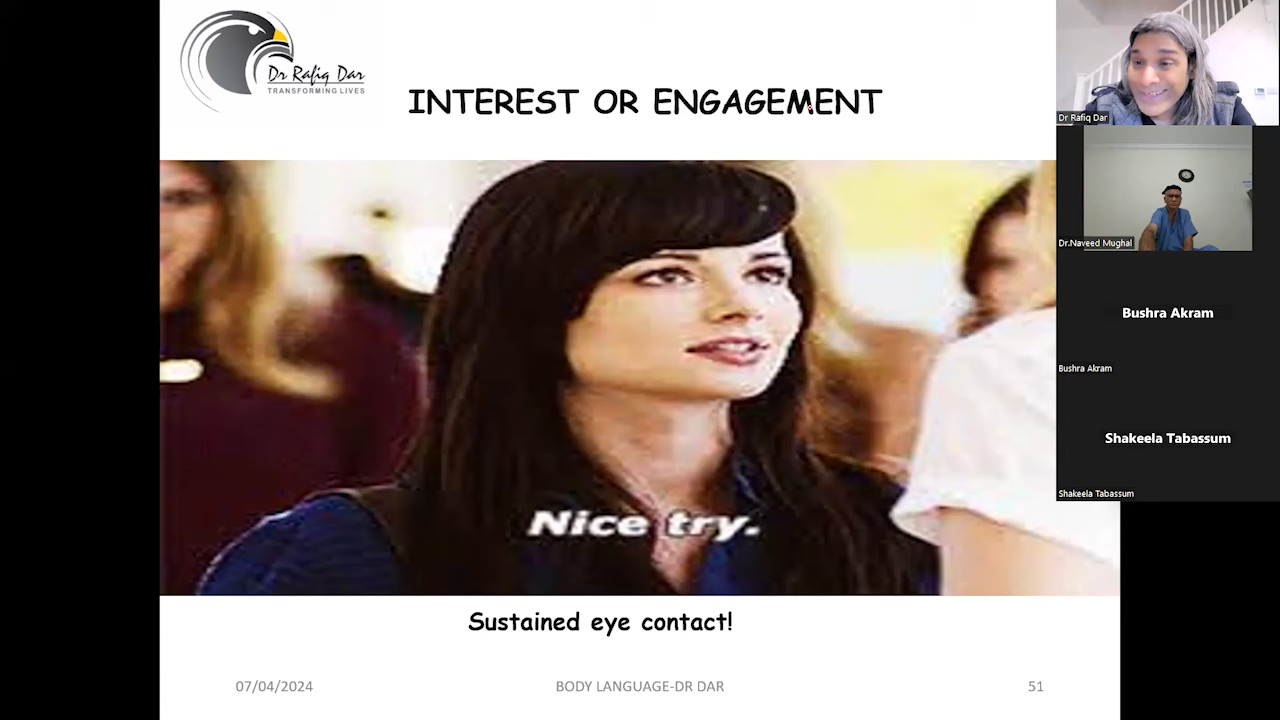 Dr Rafiq Dar
TRANSFORMING LIVES
INTEREST OR ENGAGEMENT
Nice try.
Sustained eye contact!
07/04/2024
BODY LANGUAGE-DR DAR
51
Dr Rafiq Dar
Dr.Naveed Mughal
Bushra Akram
Bushra Akram
Shakeela Tabassum
Shakeela Tabassum